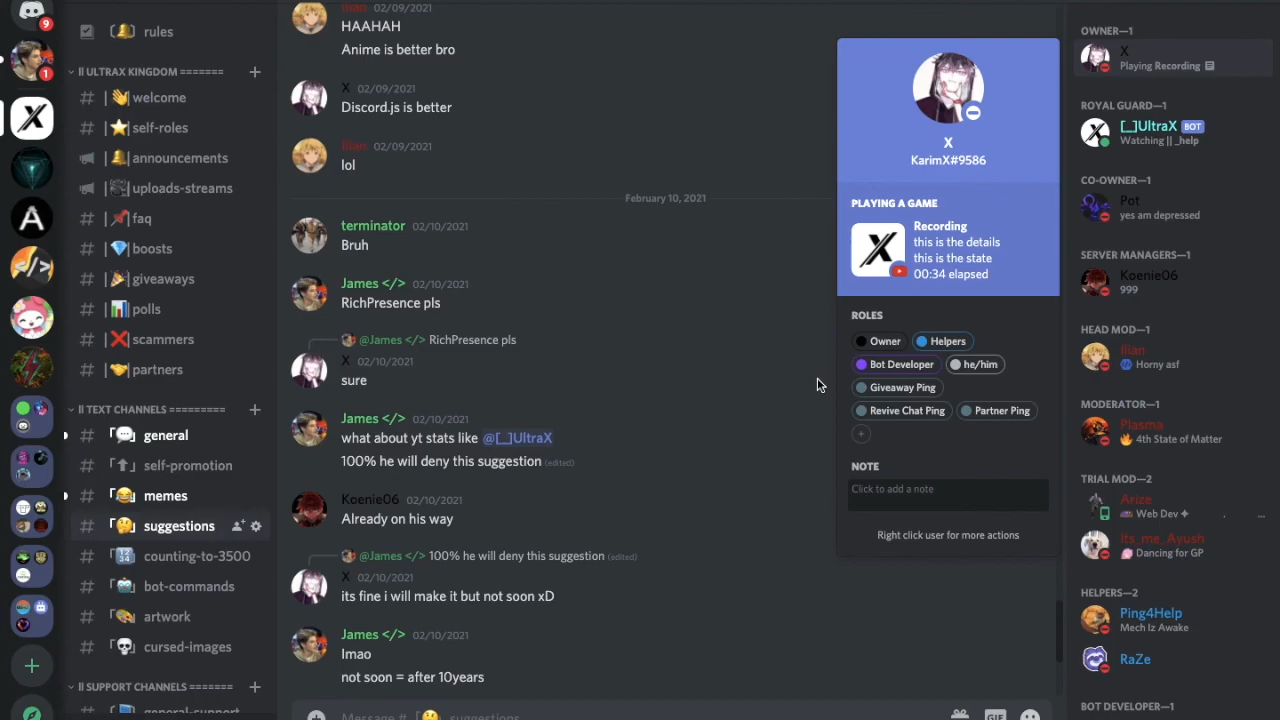 9
1
rules
|| ULTRAX KINGDOM =======
| welcome
| self-roles
| announcements
| uploads-streams
| faq
| boosts
| giveaways
| polls
| scammers
| partners
|| TEXT CHANNELS =======
「💬」 general
「⬆」 self-promotion
「😂」 memes
「🤔」 suggestions
「🔢」 counting-to-3500
「🤖」 bot-commands
「🎨」 artwork
「💀」 cursed-images
|| SUPPORT CHANNELS =======
general-support
Ilian 02/09/2021
HAAHAH
Anime is better bro
X 02/09/2021
Discord.js is better
Ilian 02/09/2021
lol
February 10, 2021
terminator 02/10/2021
Bruh
James </> 02/10/2021
RichPresence pls
@James </> RichPresence pls
X 02/10/2021
sure
James </> 02/10/2021
what about yt stats like @[_]UltraX
100% he will deny this suggestion (edited)
Koenie06 02/10/2021
Already on his way
@James </> 100% he will deny this suggestion (edited)
X 02/10/2021
its fine i will make it but not soon xD
James </> 02/10/2021
lmao
not soon = after 10years
Message # 「🤔」 suggestions
GIF
X
KarimX#9586
PLAYING A GAME
Recording
this is the details
this is the state
00:34 elapsed
ROLES
Owner Helpers
Bot Developer he/him
Giveaway Ping
Revive Chat Ping Partner Ping
NOTE
Click to add a note
Right click user for more actions
OWNER—1
X
Playing Recording
ROYAL GUARD—1
[_]UltraX BOT
Watching || _help
CO-OWNER—1
Pot
yes am depressed
SERVER MANAGERS—1
Koenie06
999
HEAD MOD—1
Ilian
Horny asf
MODERATOR—1
Plasma
4th State of Matter
TRIAL MOD—2
Arize
Web Dev ✦ . ...
Its_me_Ayush
Dancing for GP
HELPERS—2
Ping4Help
Mech Iz Awake
RaZe
BOT DEVELOPER—1